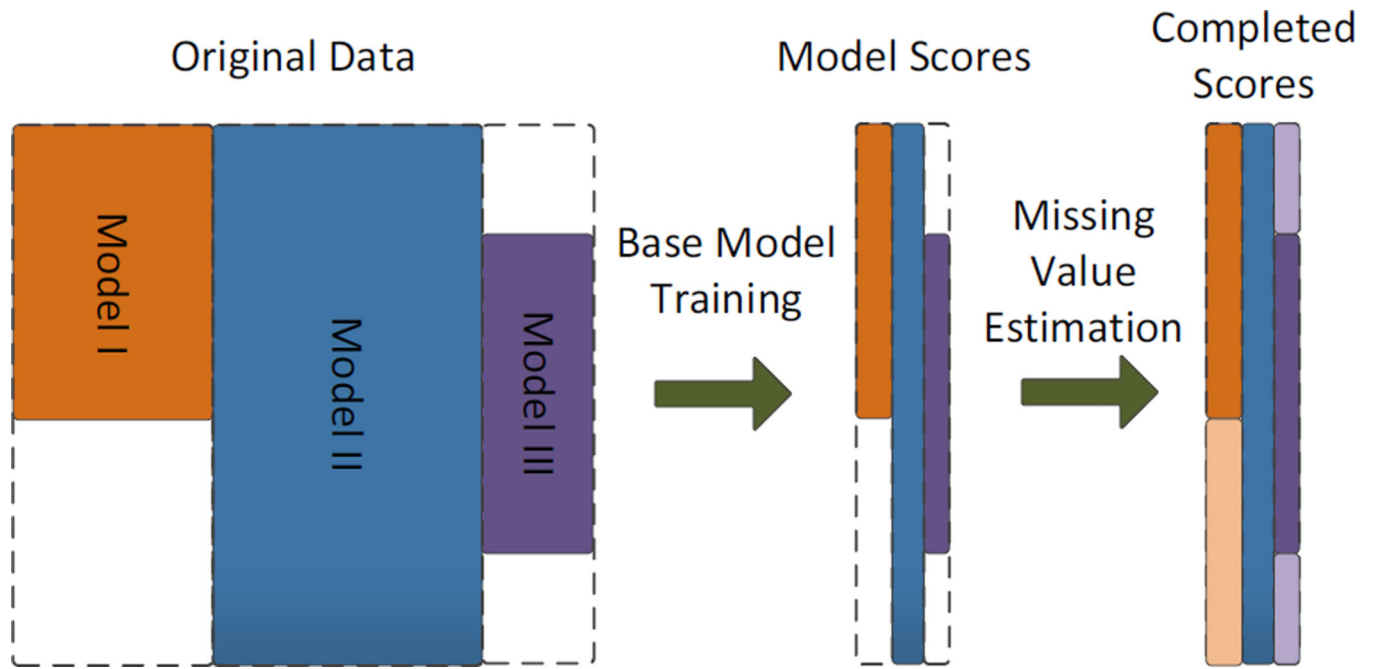 Original Data
Model Scores
Completed
Scores
Model I
Model II
Model III
Base Model
Training
Missing
Value
Estimation